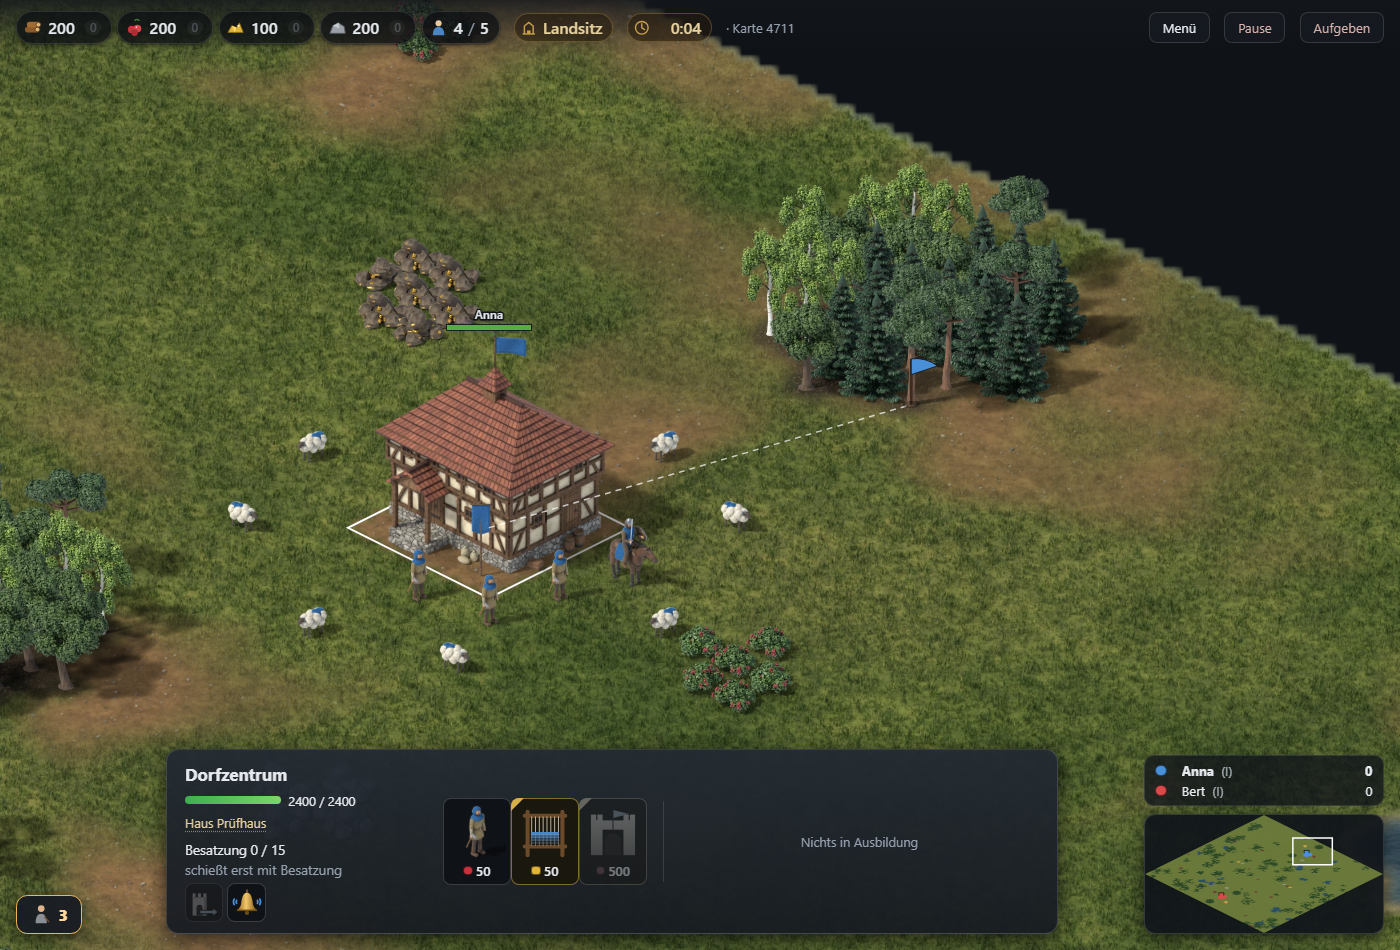 200 0 200 0 100 0 200 0 4 / 5 Landsitz 0:04 · Karte 4711 Menü Pause Aufgeben
Anna
Dorfzentrum
2400 / 2400
Haus Prüfhaus
Besatzung 0 / 15
schießt erst mit Besatzung
50 50 500
Nichts in Ausbildung
Anna (I) 0
Bert (I) 0
3